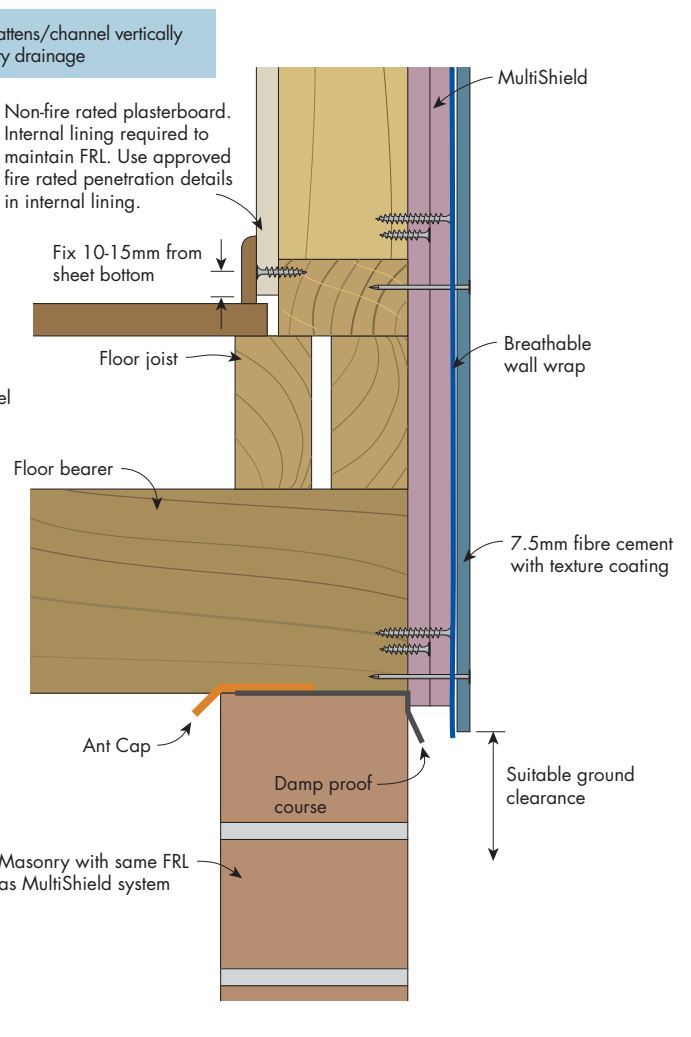 vertically
drainage
MultiShield
Non-fire rated plasterboard.
Internal lining required to
maintain FRL. Use approved
fire rated penetration details
in internal lining.
Fix 10-15mm from
sheet bottom
Breathable
wall wrap
Floor joist
Floor bearer
7.5mm fibre cement
with texture coating
Ant Cap
Damp proof
course
Suitable ground
clearance
Masonry with same FRL
as MultiShield system